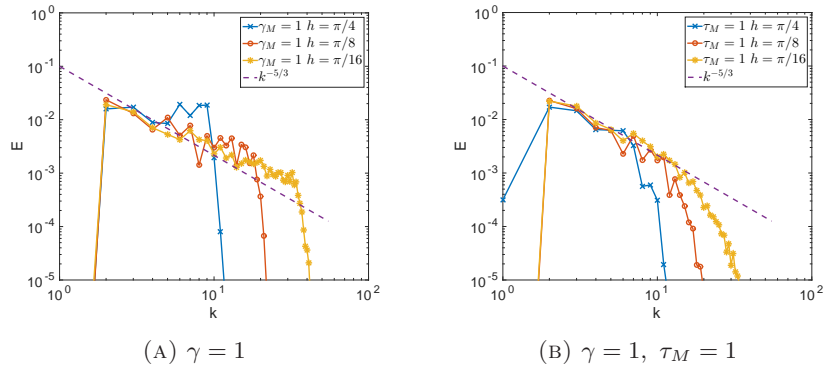 10^0
γ_M = 1 h = π/4
γ_M = 1 h = π/8
γ_M = 1 h = π/16
k^{-5/3}
10^{-1}
10^{-2}
E
10^{-3}
10^{-4}
10^{-5}
10^0 10^1 10^2
k
(A) γ = 1
10^0
τ_M = 1 h = π/4
τ_M = 1 h = π/8
τ_M = 1 h = π/16
k^{-5/3}
10^{-1}
10^{-2}
E
10^{-3}
10^{-4}
10^{-5}
10^0 10^1 10^2
k
(B) γ = 1, τ_M = 1